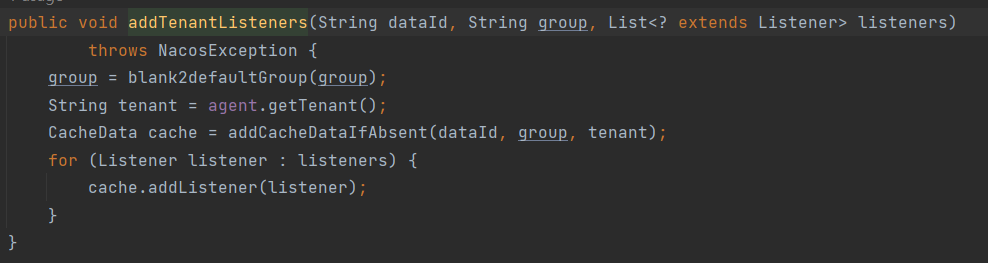 public void addTenantListeners(String dataId, String group, List<? extends Listener> listeners)
        throws NacosException {
    group = blank2defaultGroup(group);
    String tenant = agent.getTenant();
    CacheData cache = addCacheDataIfAbsent(dataId, group, tenant);
    for (Listener listener : listeners) {
        cache.addListener(listener);
    }
}